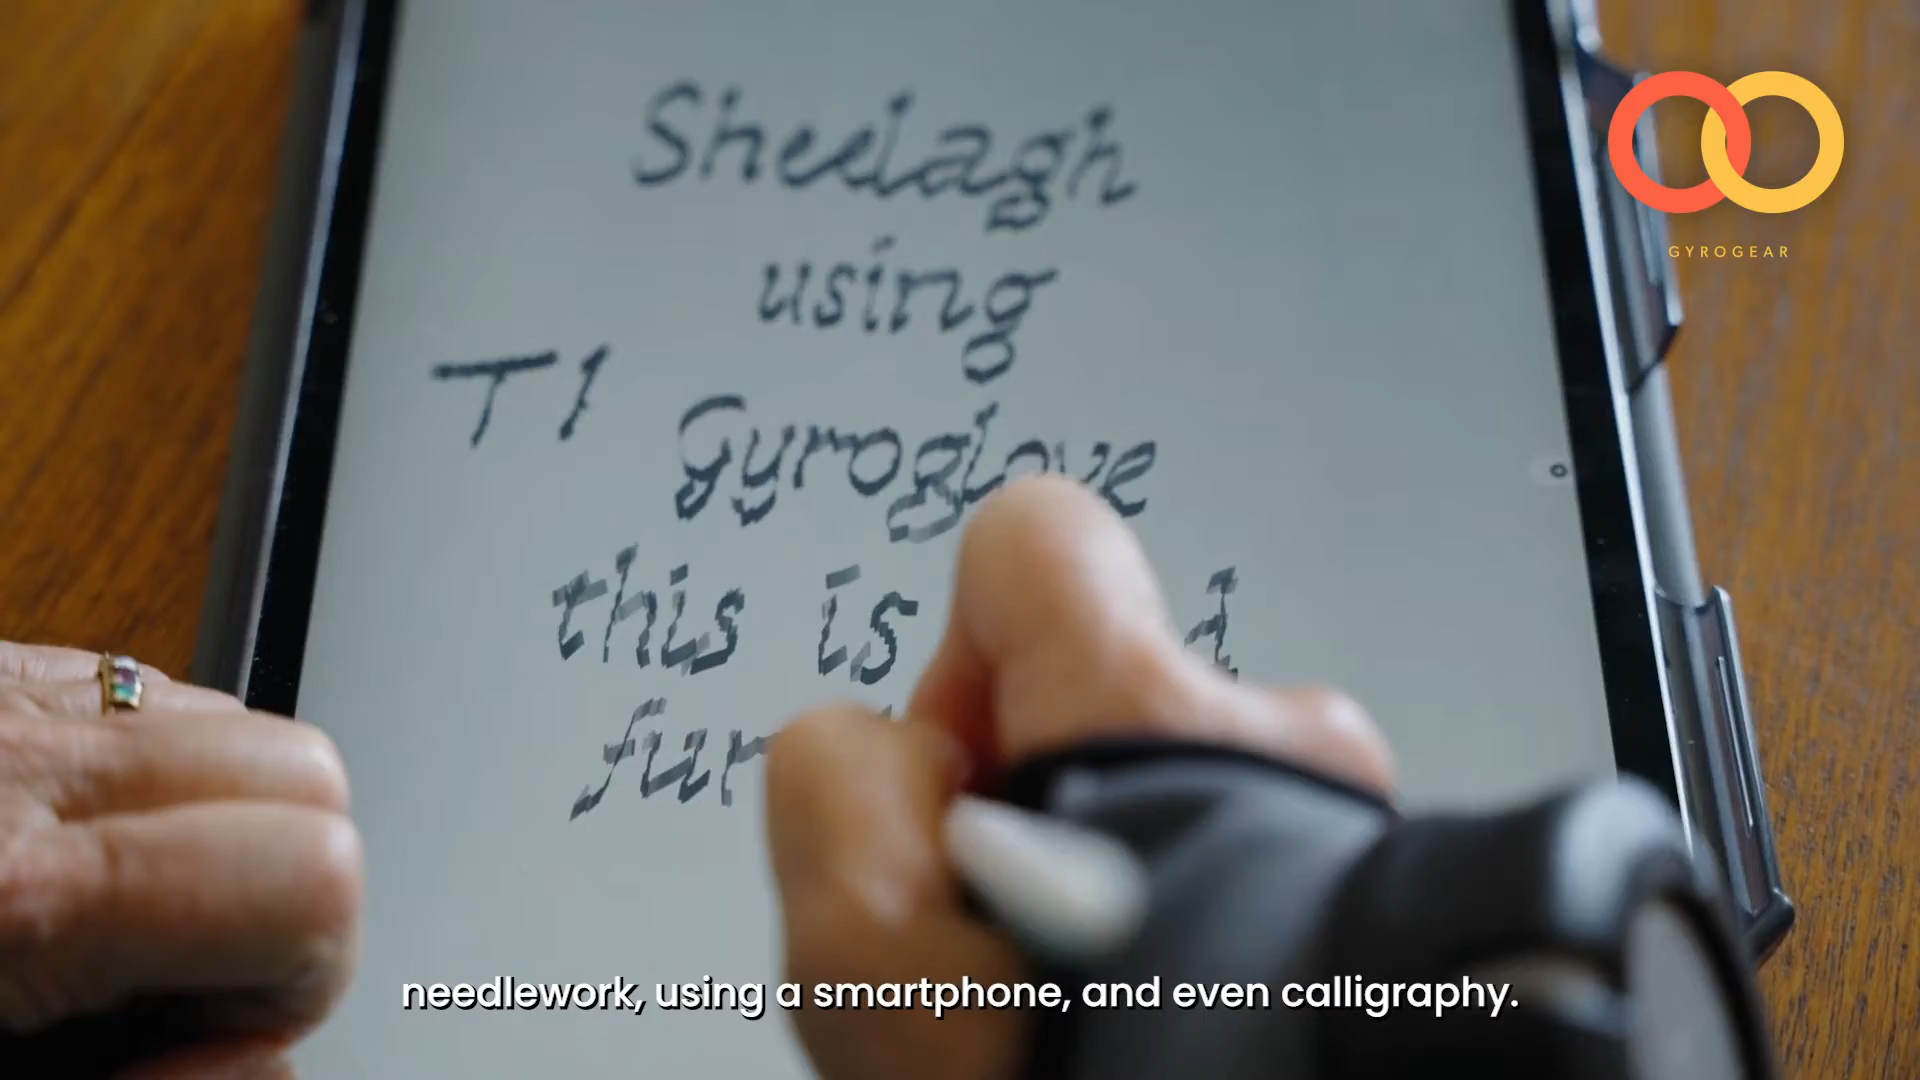 Sheelagh
using
T1
Gyroglove
this is
GYROGEAR
needlework, using a smartphone, and even calligraphy.